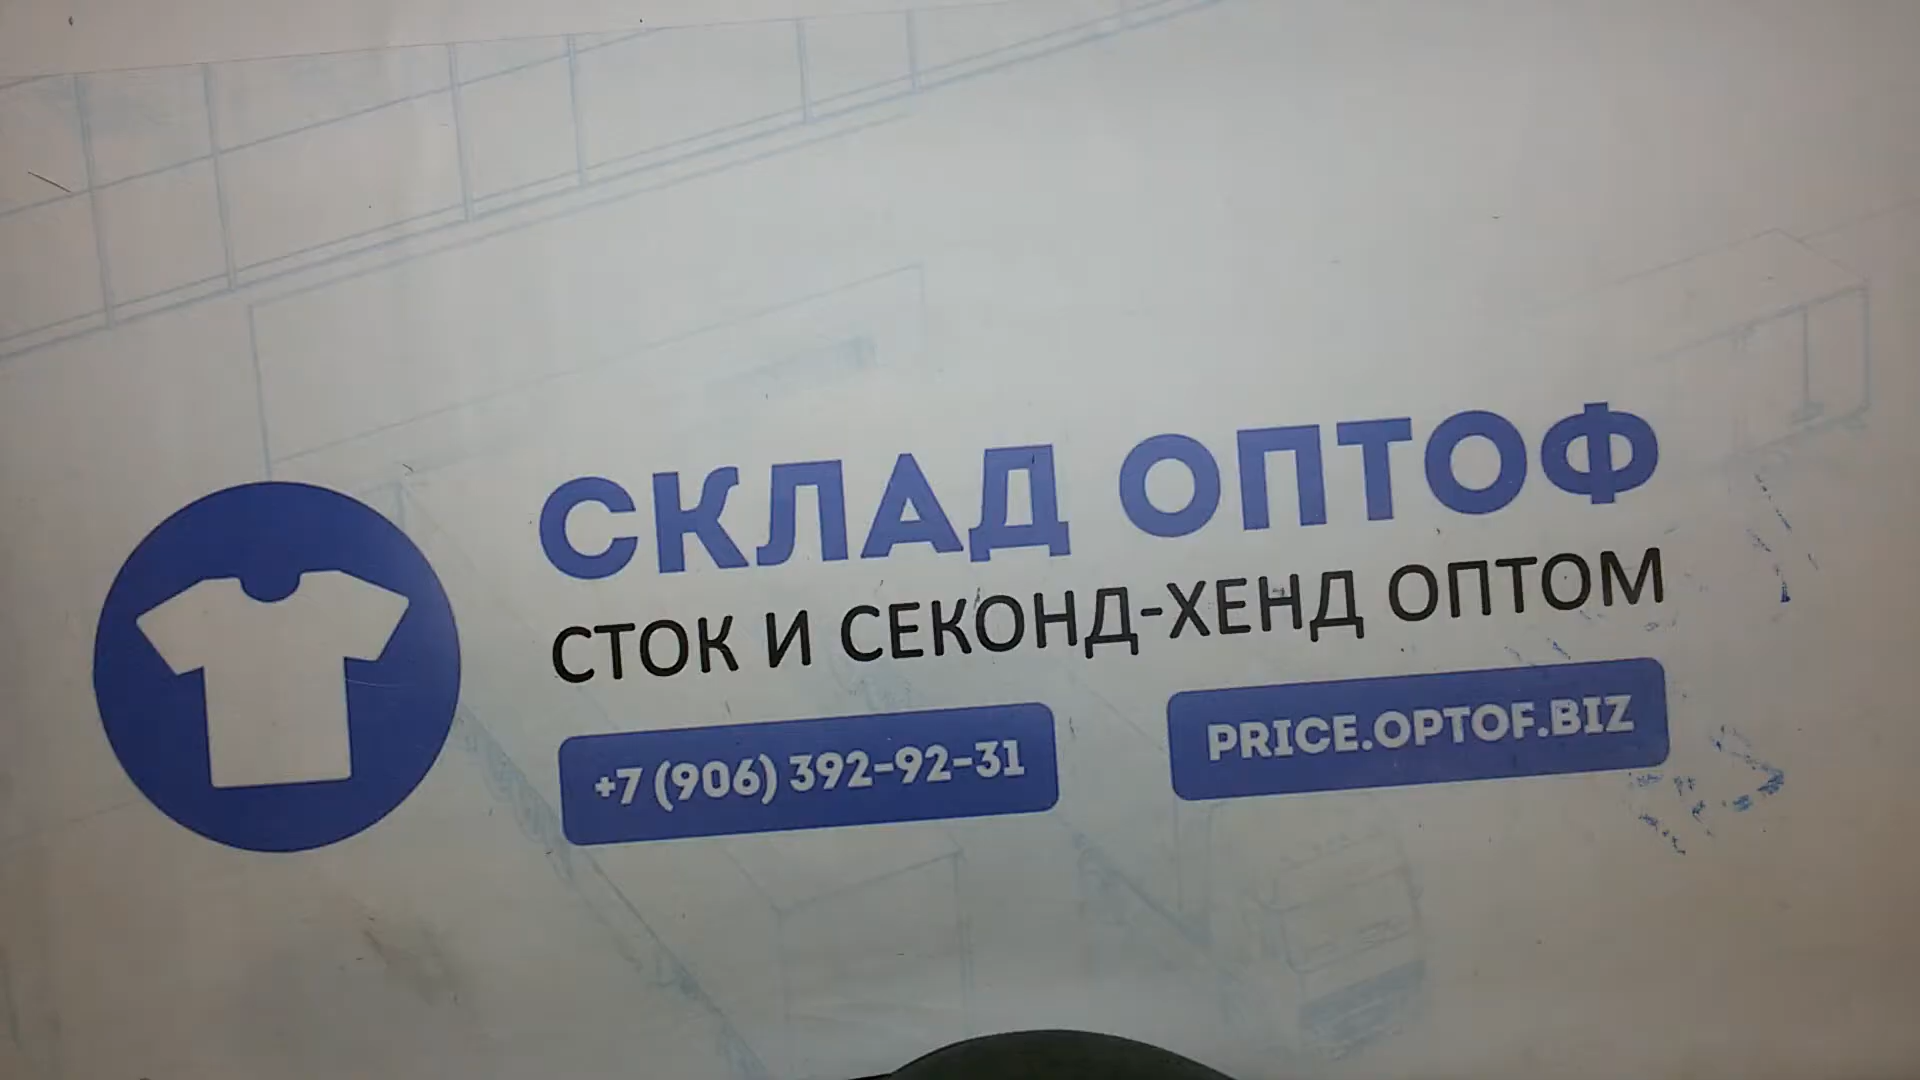 СКЛАД ОПТОФ
СТОК И СЕКОНД-ХЕНД ОПТОМ
+7 (906) 392-92-31
PRICE.OPTOF.BIZ